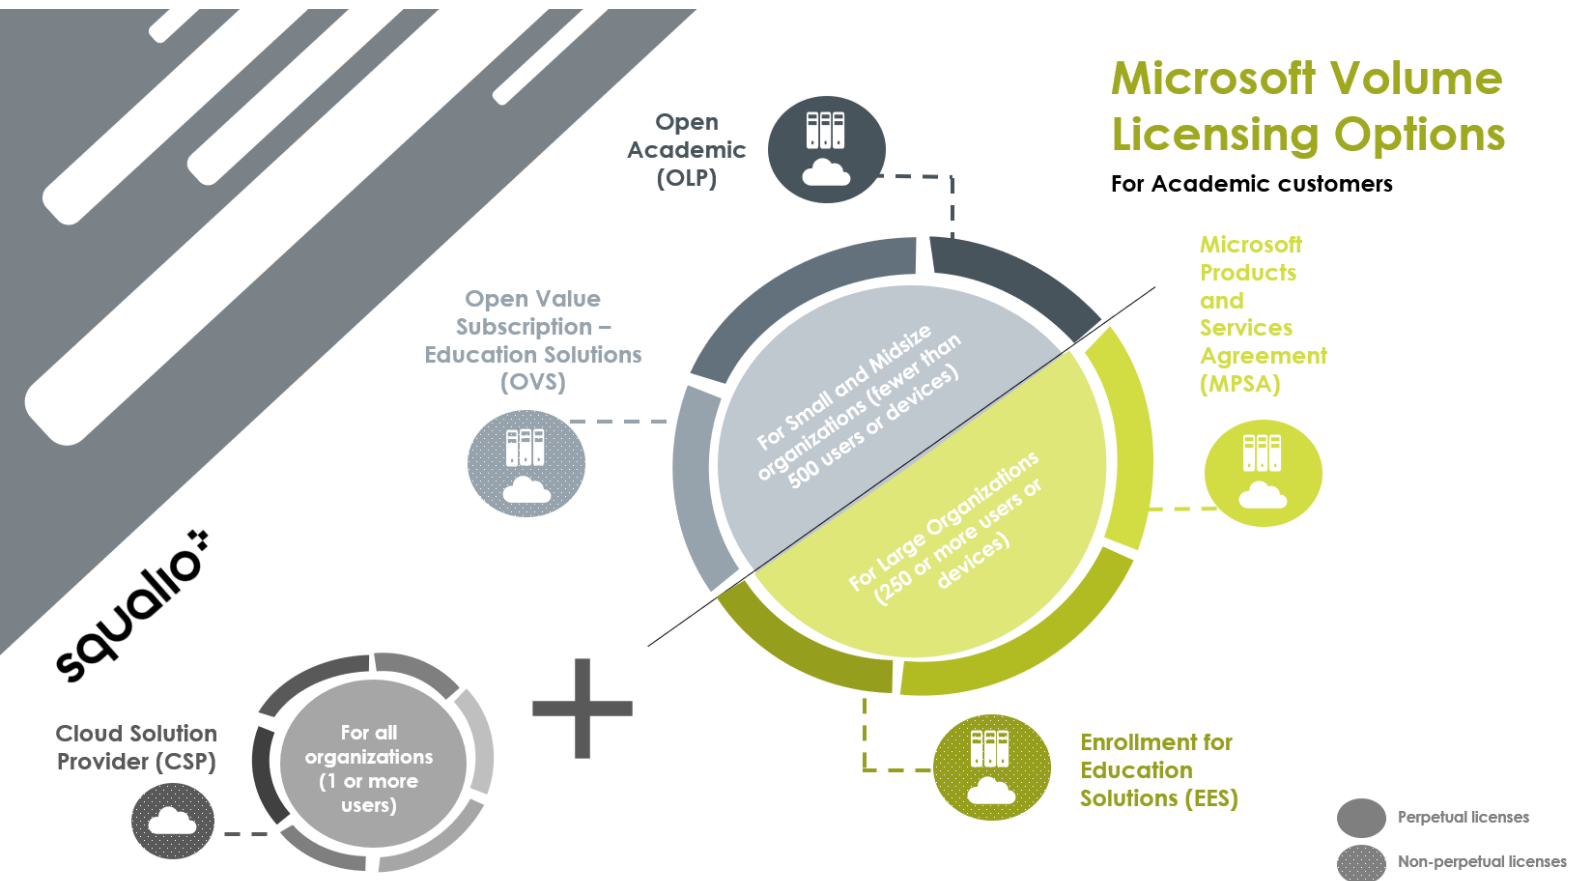 Microsoft Volume
Licensing Options
For Academic customers
Open
Academic
(OLP)
Microsoft
Products
and
Services
Agreement
(MPSA)
Open Value
Subscription –
Education Solutions
(OVS)
For Small and Midsize
organizations (fewer than
500 users or devices)
For Large Organizations
(250 or more users or
devices)
squalio
Cloud Solution
Provider (CSP)
For all
organizations
(1 or more
users)
Enrollment for
Education
Solutions (EES)
Perpetual licenses
Non-perpetual licenses